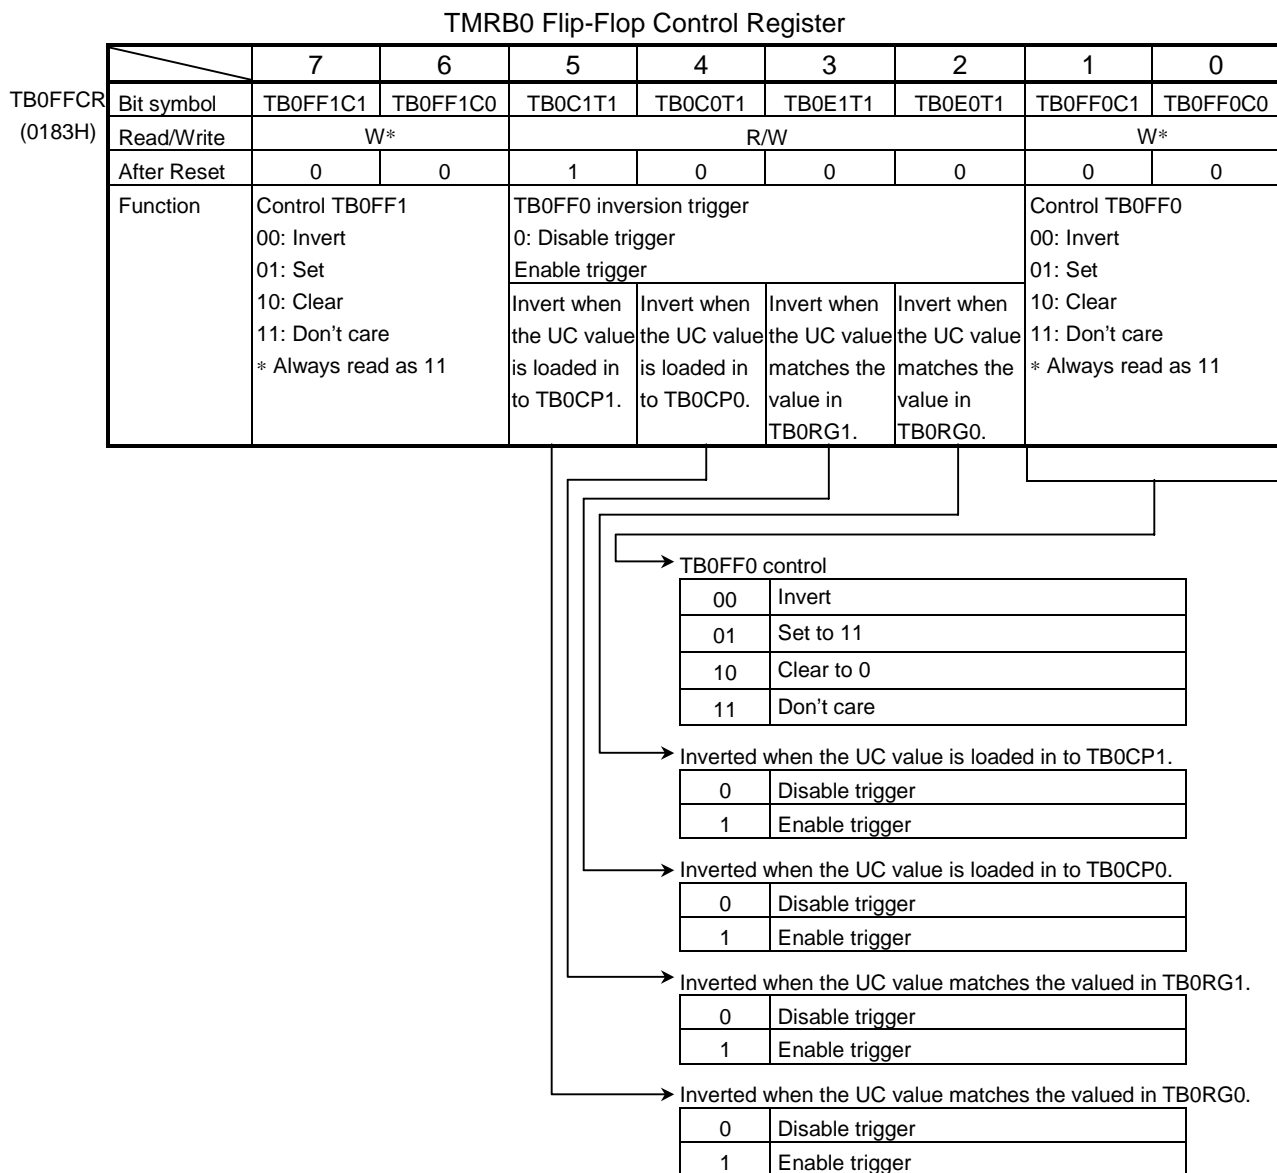 TMRB0 Flip-Flop Control Register
7 6 5 4 3 2 1 0
TB0FFCR
(0183H)
Bit symbol TB0FF1C1 TB0FF1C0 TB0C1T1 TB0C0T1 TB0E1T1 TB0E0T1 TB0FF0C1 TB0FF0C0
Read/Write W* R/W W*
After Reset 0 0 1 0 0 0 0 0
Function
Control TB0FF1
00: Invert
01: Set
10: Clear
11: Don't care
* Always read as 11
TB0FF0 inversion trigger
0: Disable trigger
Enable trigger
Invert when
the UC value
is loaded in
to TB0CP1.
Invert when
the UC value
is loaded in
to TB0CP0.
Invert when
the UC value
matches the
value in
TB0RG1.
Invert when
the UC value
matches the
value in
TB0RG0.
Control TB0FF0
00: Invert
01: Set
10: Clear
11: Don't care
* Always read as 11
TB0FF0 control
00 Invert
01 Set to 11
10 Clear to 0
11 Don't care
Inverted when the UC value is loaded in to TB0CP1.
0 Disable trigger
1 Enable trigger
Inverted when the UC value is loaded in to TB0CP0.
0 Disable trigger
1 Enable trigger
Inverted when the UC value matches the valued in TB0RG1.
0 Disable trigger
1 Enable trigger
Inverted when the UC value matches the valued in TB0RG0.
0 Disable trigger
1 Enable trigger